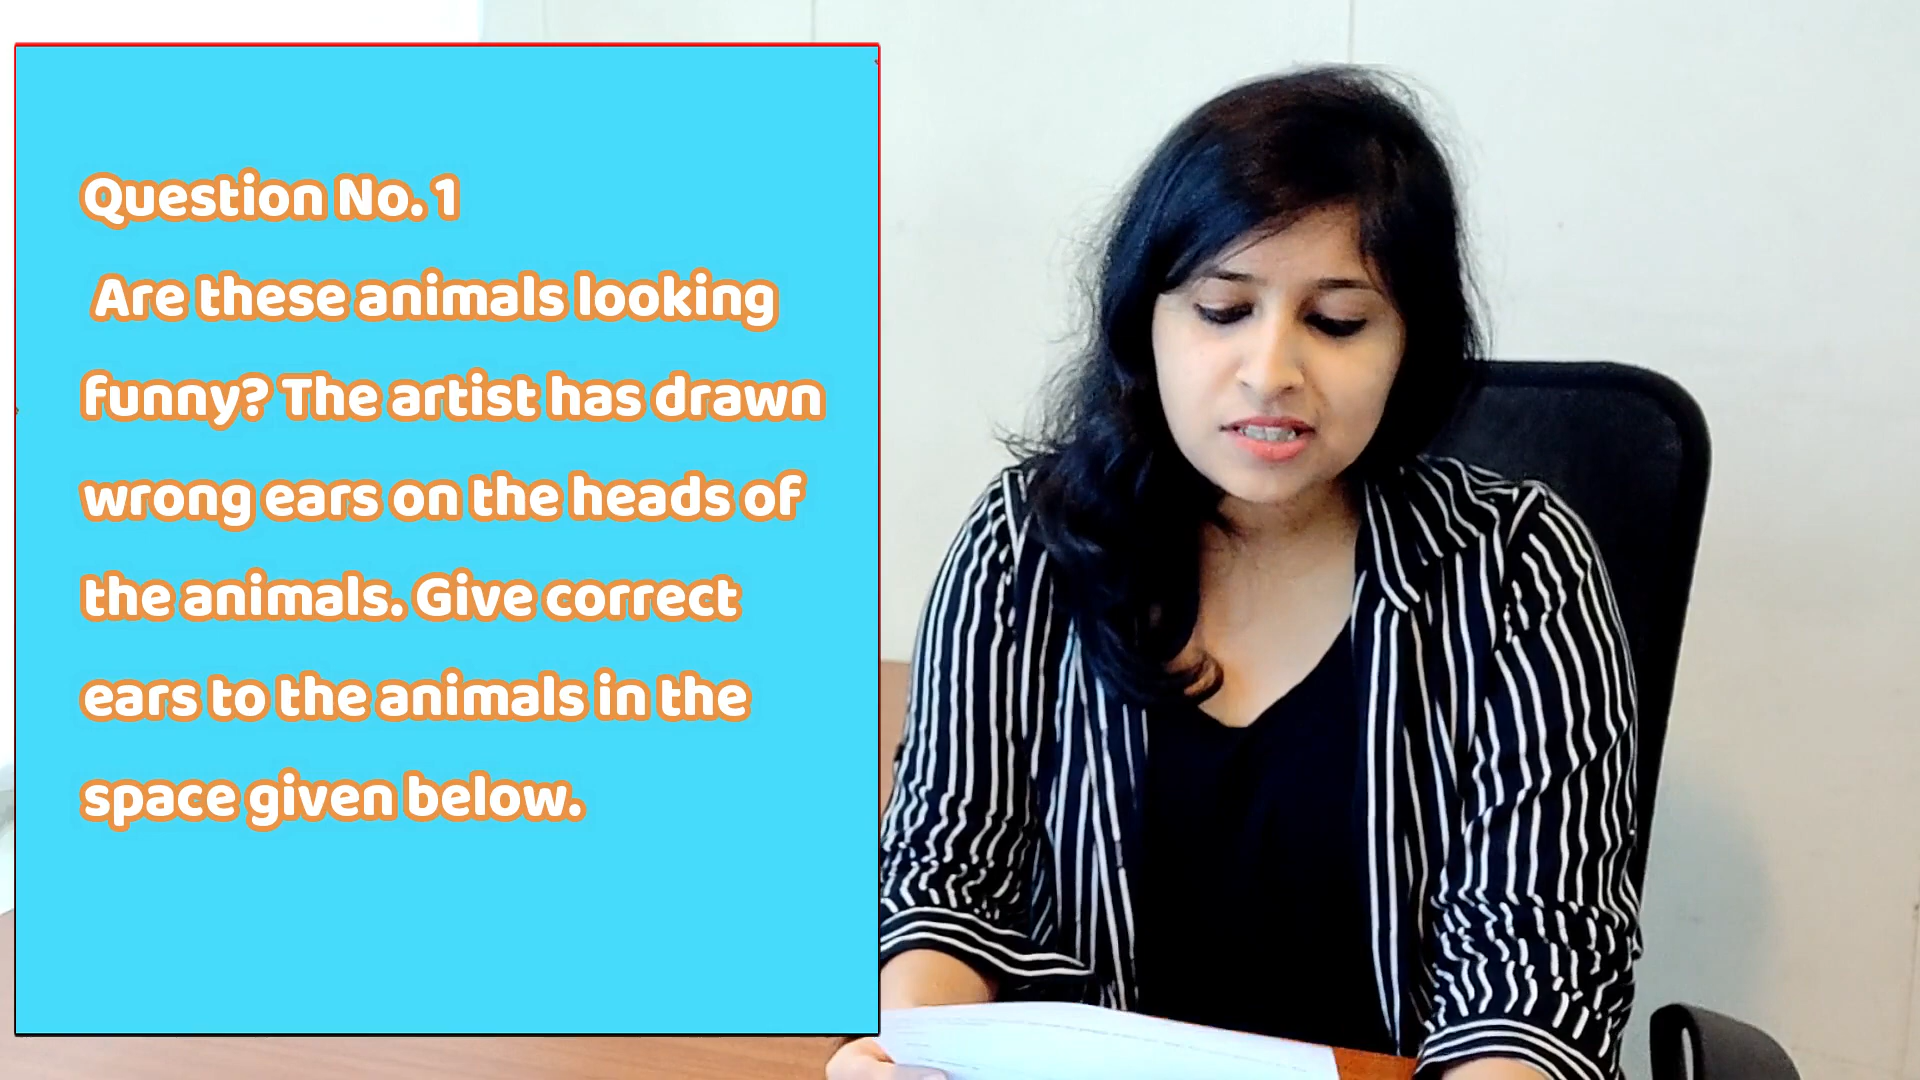 Question No. 1
Are these animals looking
funny? The artist has drawn
wrong ears on the heads of
the animals. Give correct
ears to the animals in the
space given below.